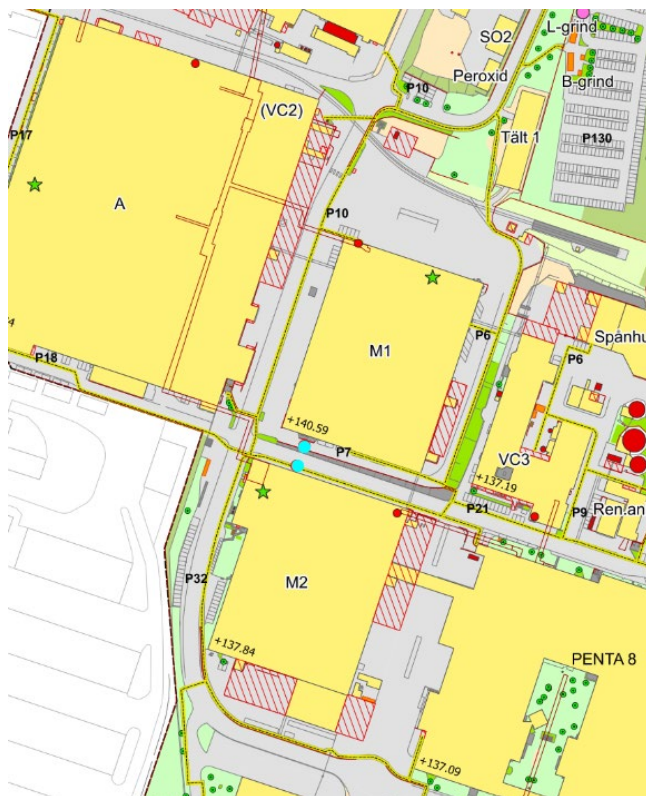 L-grind
SO2
Peroxid
B-grind
P10
(VC2)
P17
Tält 1
P130
A
P10
P6
Spånhu
M1
P6
P18
+140.59
P7
VC3
+137.19
P21
P9
Ren.an
M2
P32
+137.84
PENTA 8
+137.09